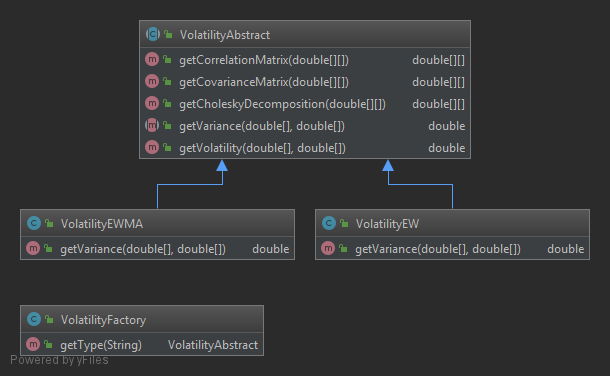 VolatilityAbstract
getCorrelationMatrix(double[][]) double[][]
getCovarianceMatrix(double[][]) double[][]
getCholeskyDecomposition(double[][]) double[][]
getVariance(double[], double[]) double
getVolatility(double[], double[]) double
VolatilityEWMA
getVariance(double[], double[]) double
VolatilityEW
getVariance(double[], double[]) double
VolatilityFactory
getType(String) VolatilityAbstract
Powered by yFiles